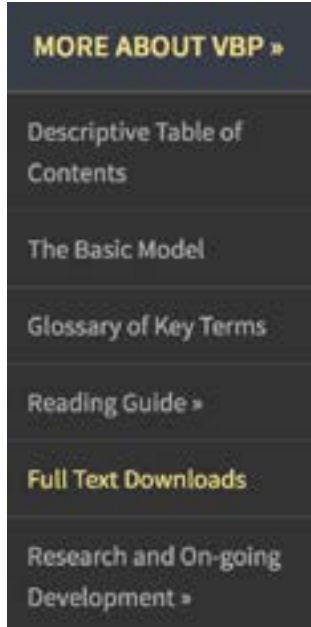 MORE ABOUT VBP »
Descriptive Table of
Contents
The Basic Model
Glossary of Key Terms
Reading Guide »
Full Text Downloads
Research and On-going
Development »